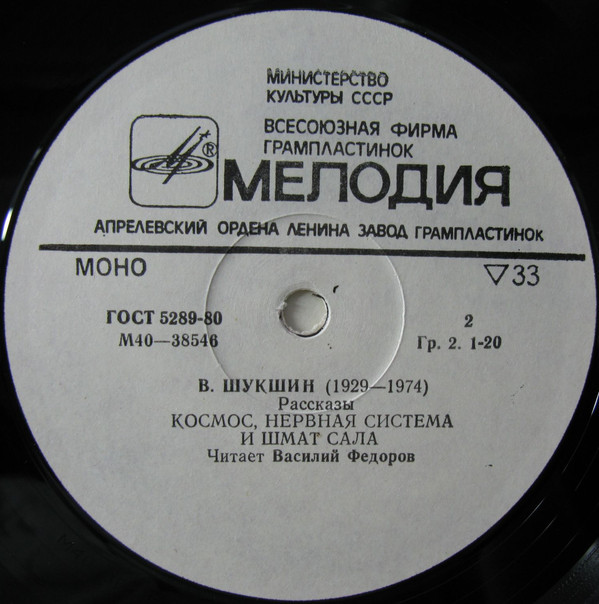 МИНИСТЕРСТВО
КУЛЬТУРЫ СССР
ВСЕСОЮЗНАЯ ФИРМА
ГРАМПЛАСТИНОК
®
МЕЛОДИЯ
АПРЕЛЕВСКИЙ ОРДЕНА ЛЕНИНА ЗАВОД ГРАМПЛАСТИНОК
МОНО ▽33
ГОСТ 5289-80 2
М40—38546 Гр. 2. 1-20
В. ШУКШИН (1929—1974)
Рассказы
КОСМОС, НЕРВНАЯ СИСТЕМА
И ШМАТ САЛА
Читает Василий Федоров